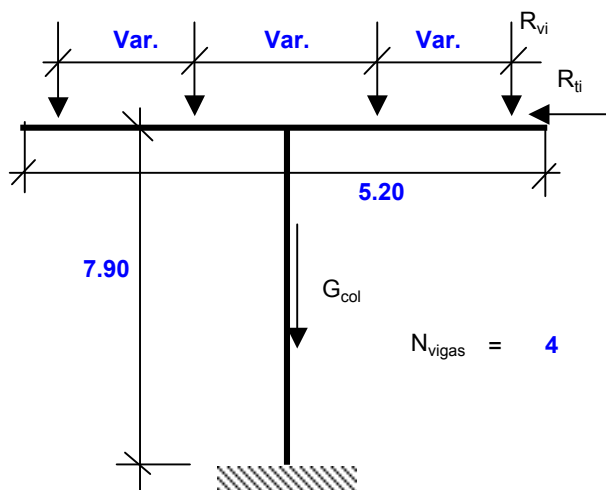 R_vi
Var. Var. Var.
R_ti
5.20
7.90
G_col
N_vigas = 4